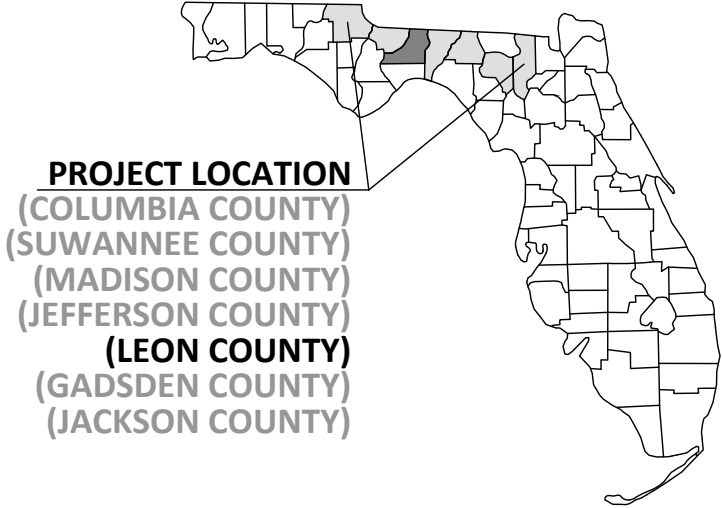 PROJECT LOCATION
(COLUMBIA COUNTY)
(SUWANNEE COUNTY)
(MADISON COUNTY)
(JEFFERSON COUNTY)
(LEON COUNTY)
(GADSDEN COUNTY)
(JACKSON COUNTY)